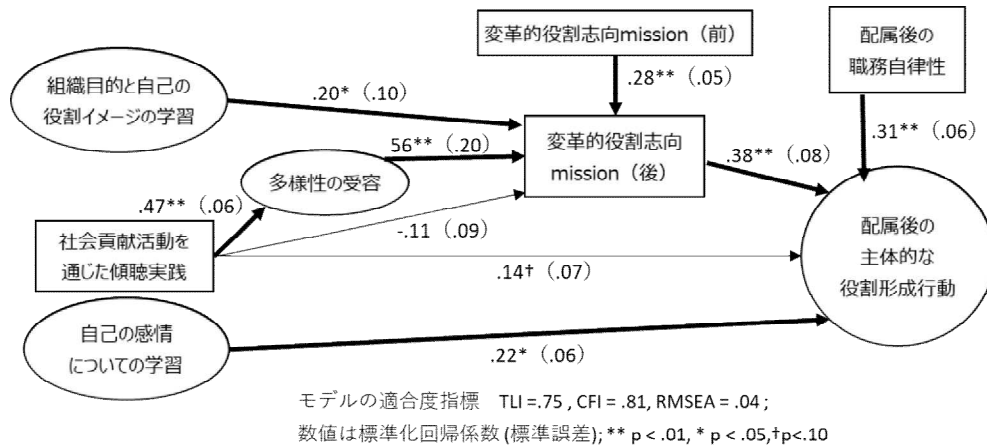 変革的役割志向mission（前）
配属後の
職務自律性
組織目的と自己の
役割イメージの学習
.28**（.05）
.20*（.10）
.31**（.06）
変革的役割志向
mission（後）
56**（.20）
.38**（.08）
多様性の受容
.47**（.06）
-.11（.09）
社会貢献活動を
通じた傾聴実践
.14†（.07）
配属後の
主体的な
役割形成行動
自己の感情
についての学習
.22*（.06）
モデルの適合度指標　TLI =.75 , CFI = .81, RMSEA = .04 ;
数値は標準化回帰係数 (標準誤差); ** p < .01, * p < .05,†p<.10